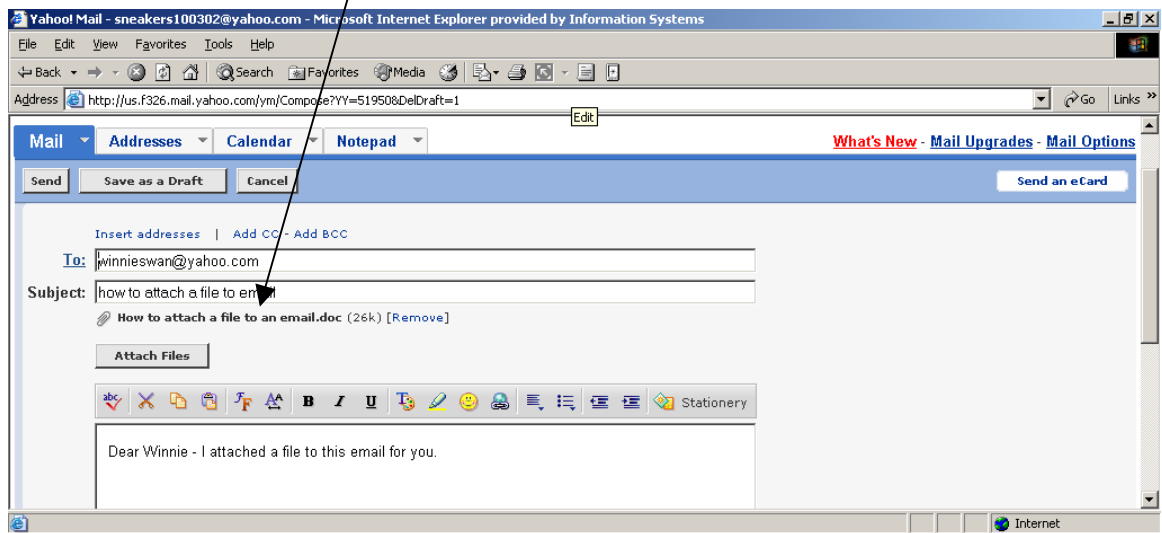 Yahoo! Mail - sneakers100302@yahoo.com - Microsoft Internet Explorer provided by Information Systems
File Edit View Favorites Tools Help
Back Search Favorites Media
Address http://us.f326.mail.yahoo.com/ym/Compose?YY=51950&DelDraft=1 Go Links »
Edit
Mail Addresses Calendar Notepad What's New - Mail Upgrades - Mail Options
Send Save as a Draft Cancel Send an eCard
Insert addresses | Add CC - Add BCC
To: winnieswan@yahoo.com
Subject: how to attach a file to email
How to attach a file to an email.doc (26k) [Remove]
Attach Files
abc F F A A B I U T Stationery
Dear Winnie - I attached a file to this email for you.
Internet